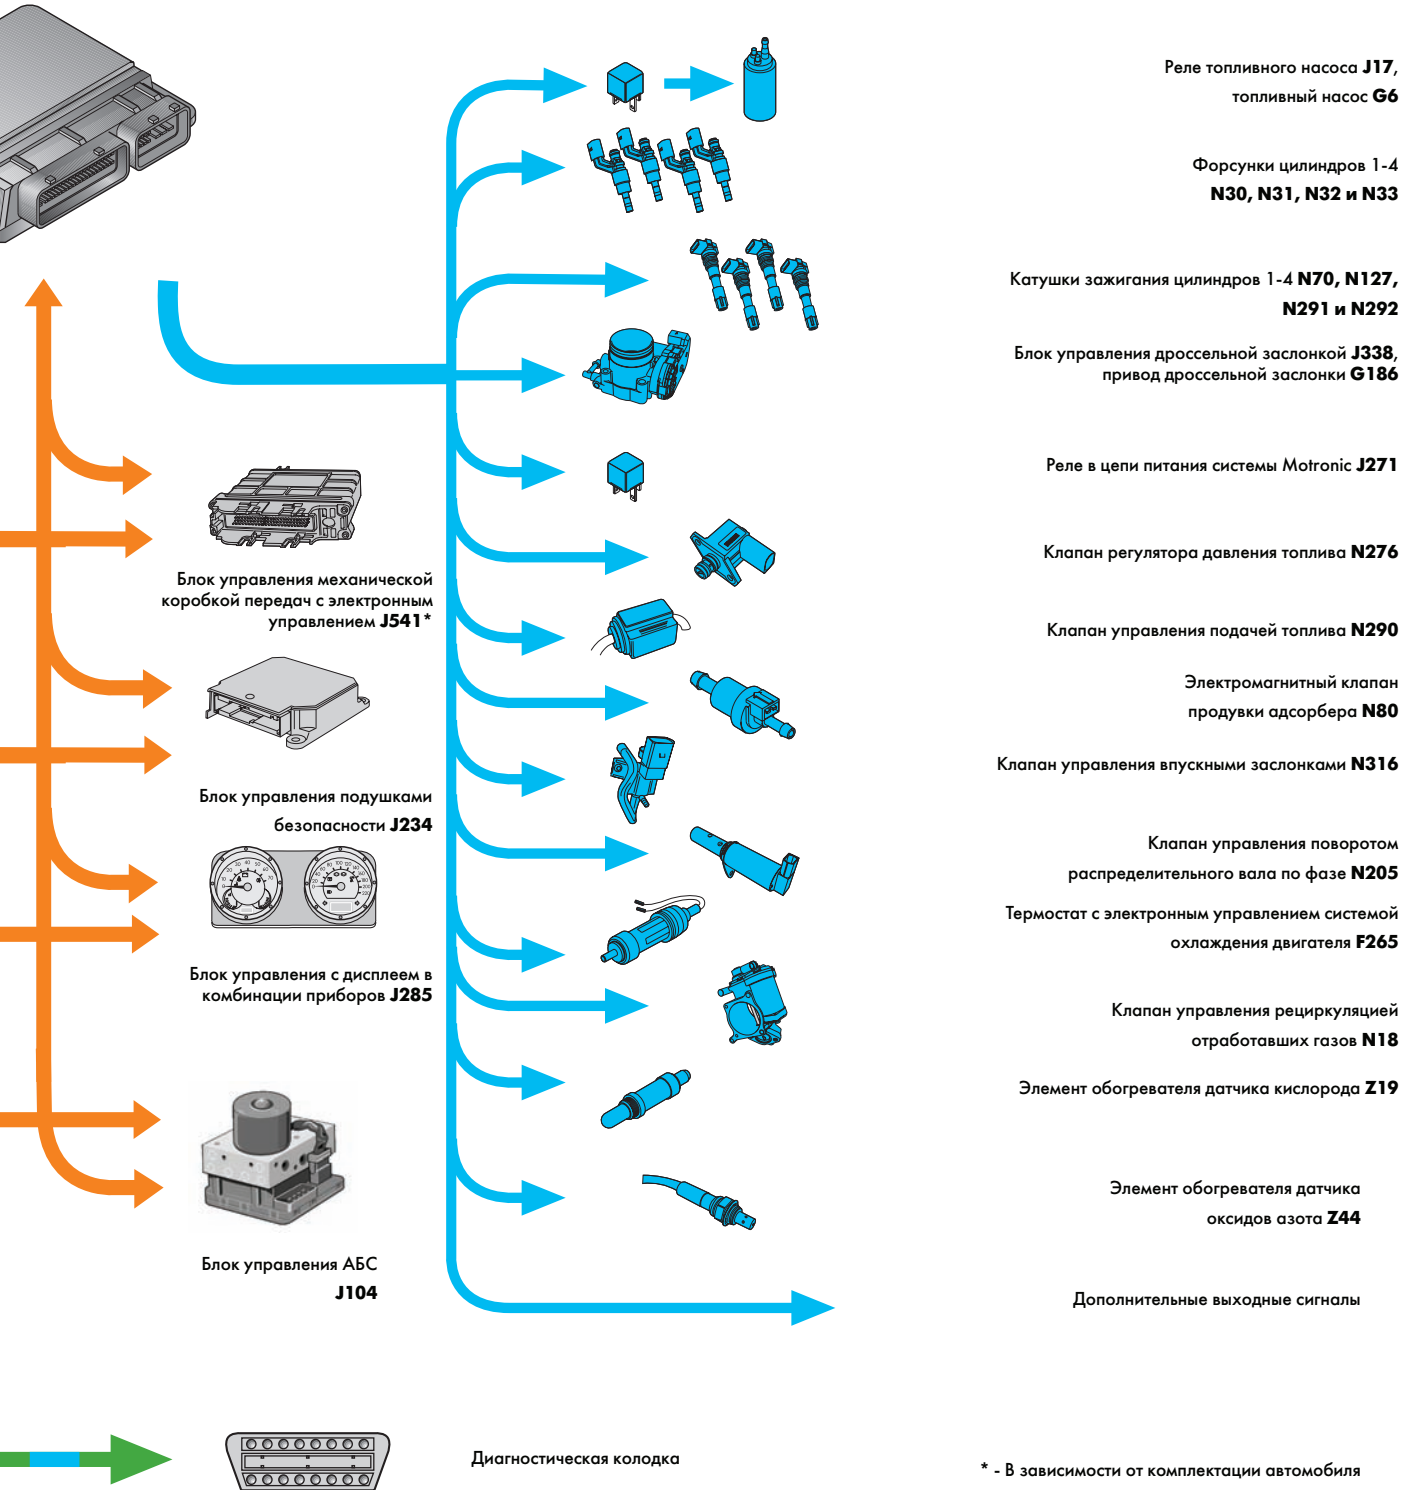 Реле топливного насоса J17,
топливный насос G6
Форсунки цилиндров 1-4
N30, N31, N32 и N33
Катушки зажигания цилиндров 1-4 N70, N127,
N291 и N292
Блок управления дроссельной заслонкой J338,
привод дроссельной заслонки G186
Реле в цепи питания системы Motronic J271
Клапан регулятора давления топлива N276
Клапан управления подачей топлива N290
Электромагнитный клапан
продувки адсорбера N80
Клапан управления впускными заслонками N316
Клапан управления поворотом
распределительного вала по фазе N205
Термостат с электронным управлением системой
охлаждения двигателя F265
Клапан управления рециркуляцией
отработавших газов N18
Элемент обогревателя датчика кислорода Z19
Элемент обогревателя датчика
оксидов азота Z44
Дополнительные выходные сигналы
Блок управления механической
коробкой передач с электронным
управлением J541*
Блок управления подушками
безопасности J234
Блок управления с дисплеем в
комбинации приборов J285
Блок управления АБС
J104
Диагностическая колодка
* - В зависимости от комплектации автомобиля